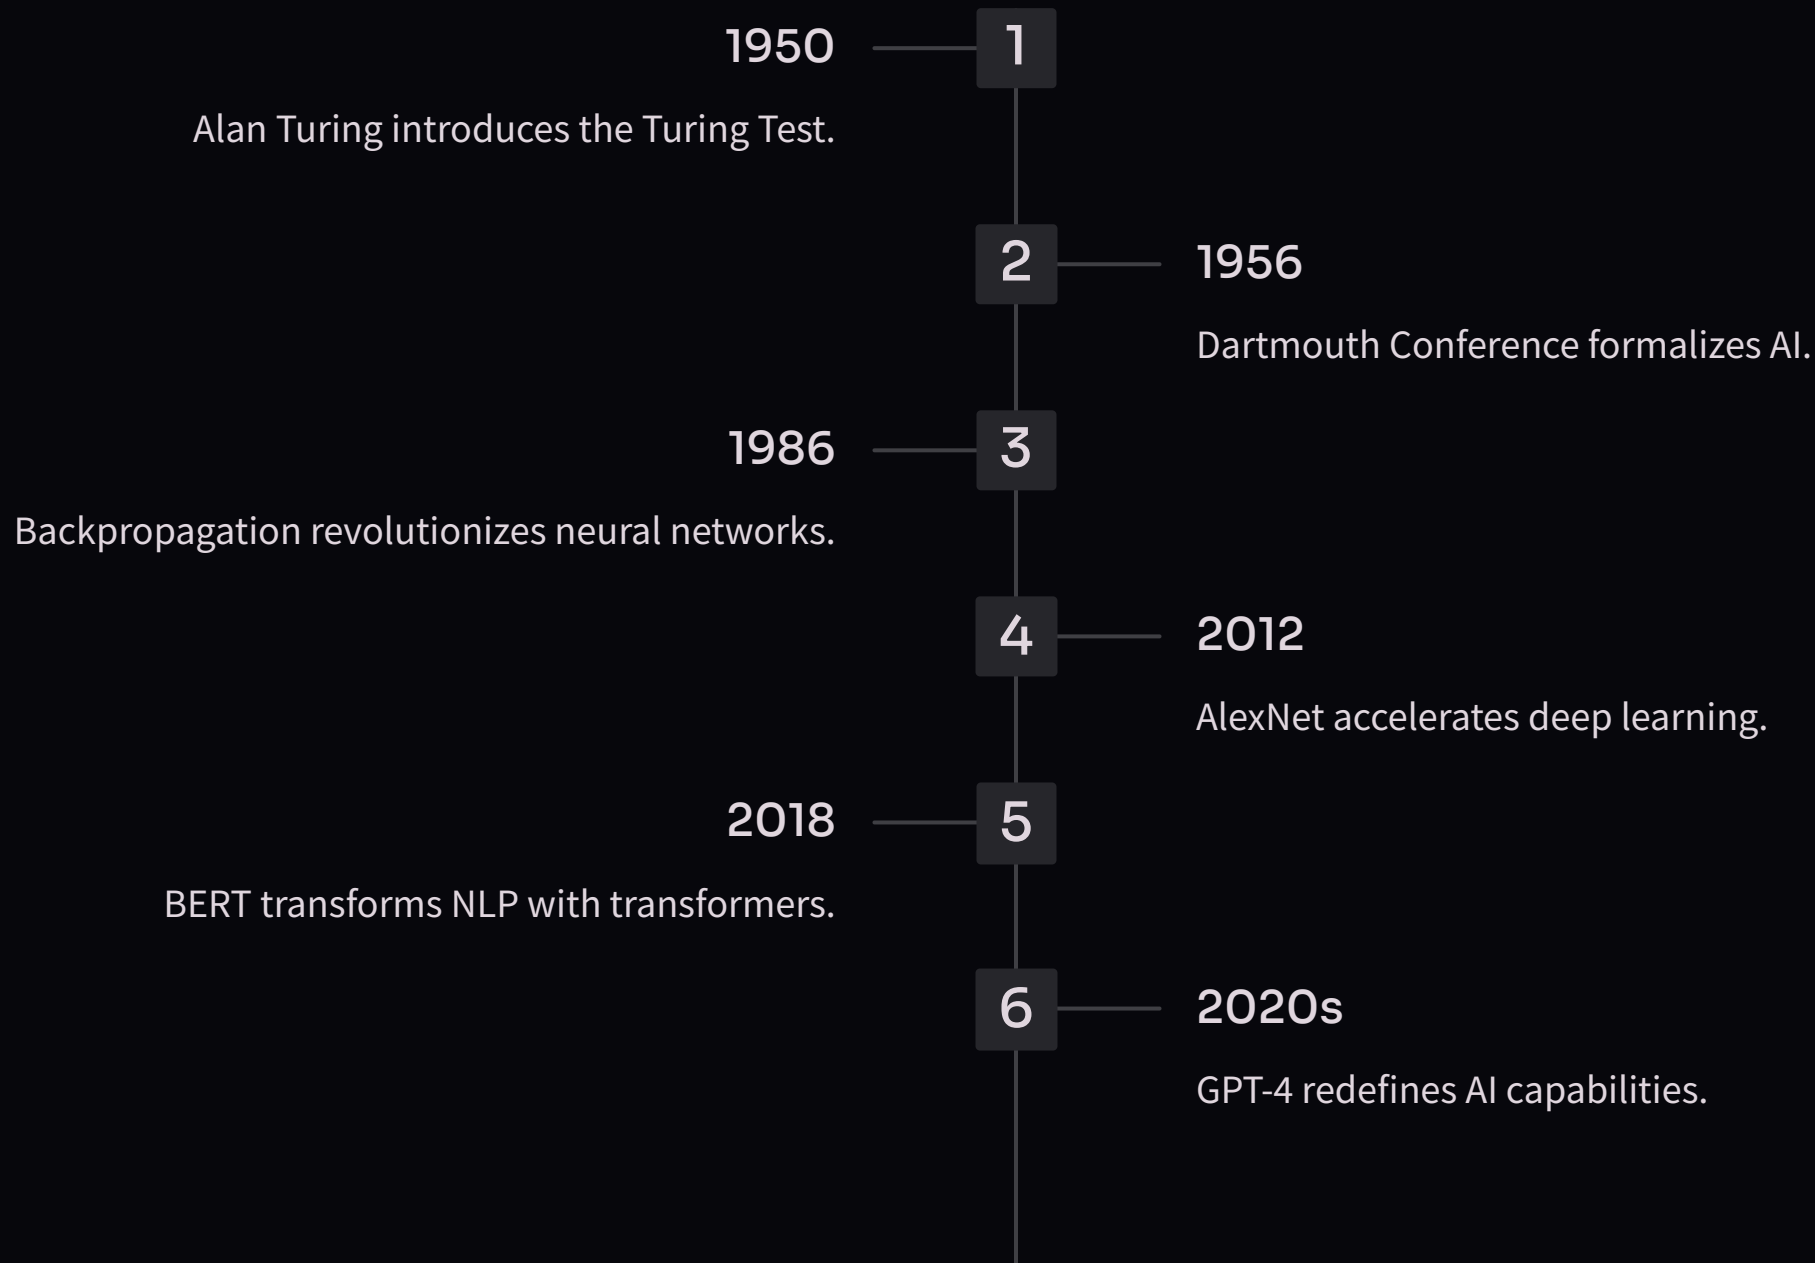 1950
1
Alan Turing introduces the Turing Test.
2
1956
Dartmouth Conference formalizes AI.
1986
3
Backpropagation revolutionizes neural networks.
4
2012
AlexNet accelerates deep learning.
2018
5
BERT transforms NLP with transformers.
6
2020s
GPT-4 redefines AI capabilities.